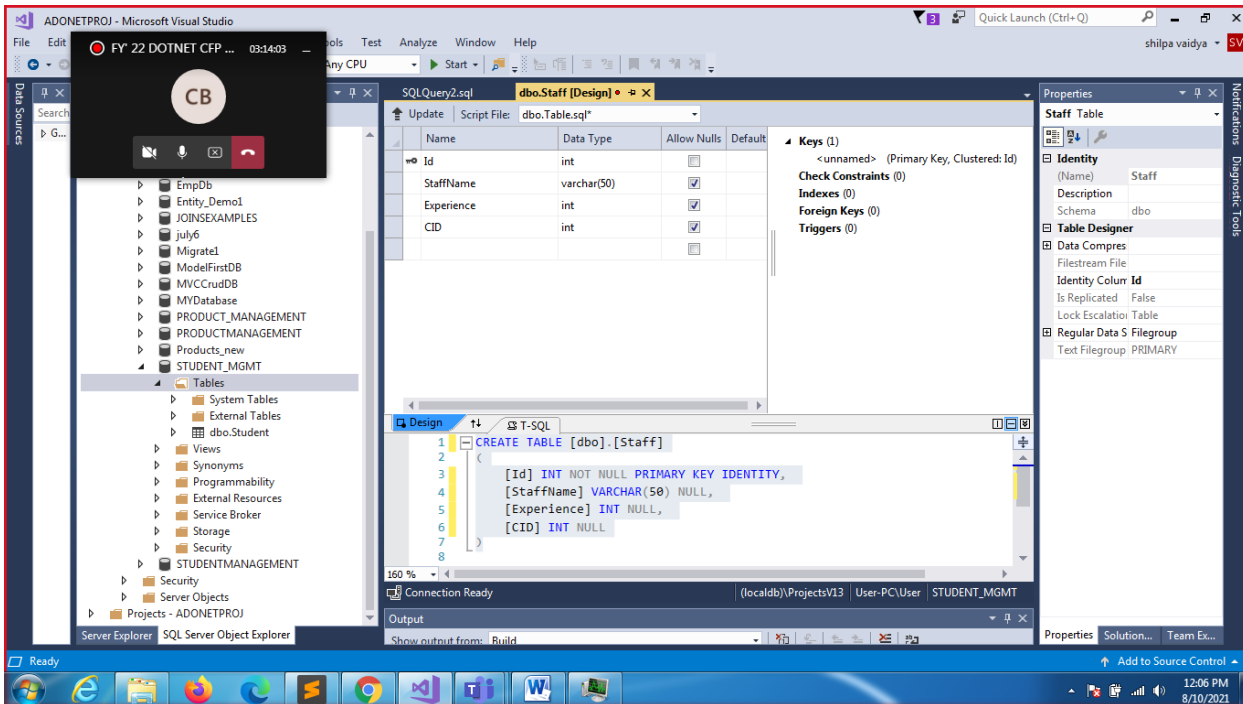 ADONETPROJ - Microsoft Visual Studio
3
Quick Launch (Ctrl+Q)
File Edit ols Test Analyze Window Help
shilpa vaidya SV
FY' 22 DOTNET CFP ... 03:14:03
CB
Any CPU Start
Data Sources
Search
G...
EmpDb
Entity_Demo1
JOINSEXAMPLES
july6
Migrate1
ModelFirstDB
MVCCrudDB
MYDatabase
PRODUCT_MANAGEMENT
PRODUCTMANAGEMENT
Products_new
STUDENT_MGMT
Tables
System Tables
External Tables
dbo.Student
Views
Synonyms
Programmability
External Resources
Service Broker
Storage
Security
STUDENTMANAGEMENT
Security
Server Objects
Projects - ADONETPROJ
Server Explorer SQL Server Object Explorer
SQLQuery2.sql dbo.Staff [Design]
Update Script File: dbo.Table.sql*
Name Data Type Allow Nulls Default
Id int
StaffName varchar(50)
Experience int
CID int
Keys (1)
<unnamed> (Primary Key, Clustered: Id)
Check Constraints (0)
Indexes (0)
Foreign Keys (0)
Triggers (0)
Design T-SQL
1 CREATE TABLE [dbo].[Staff]
2 (
3 [Id] INT NOT NULL PRIMARY KEY IDENTITY,
4 [StaffName] VARCHAR(50) NULL,
5 [Experience] INT NULL,
6 [CID] INT NULL
7 )
8
160 %
Connection Ready (localdb)\ProjectsV13 User-PC\User STUDENT_MGMT
Output
Show output from: Build
Properties
Staff Table
Identity
(Name) Staff
Description
Schema dbo
Table Designer
Data Compres
Filestream File
Identity Colum Id
Is Replicated False
Lock Escalatio Table
Regular Data S Filegroup
Text Filegroup PRIMARY
Properties Solution... Team Ex...
Notifications
Diagnostic Tools
Ready
Add to Source Control
12:06 PM
8/10/2021